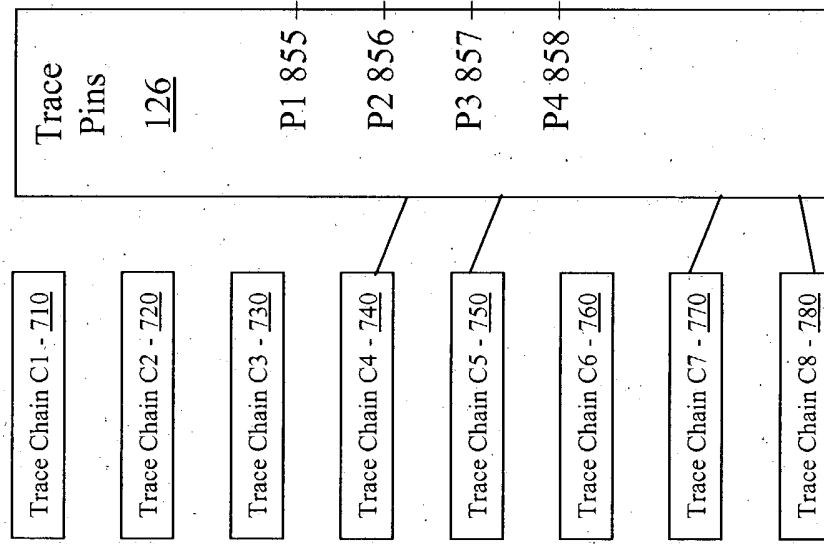 Trace Chain C1 - 710
Trace Chain C2 - 720
Trace Chain C3 - 730
Trace Chain C4 - 740
Trace Chain C5 - 750
Trace Chain C6 - 760
Trace Chain C7 - 770
Trace Chain C8 - 780
Trace
Pins
126
P1 855
P2 856
P3 857
P4 858